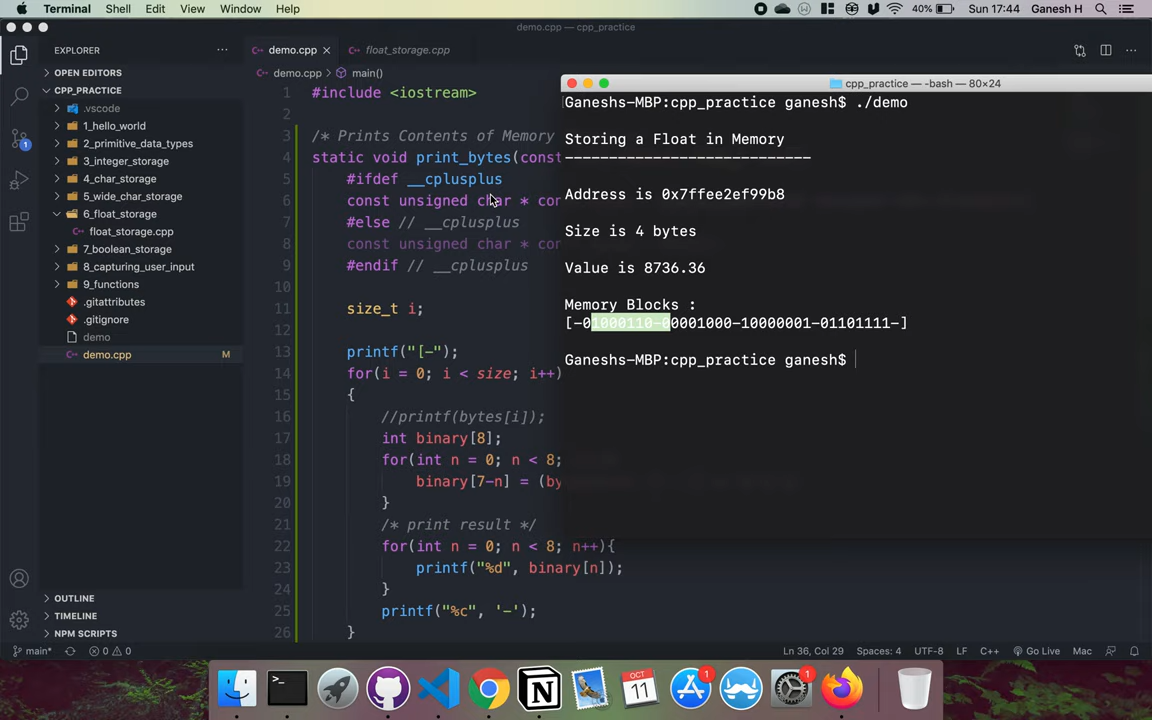 Terminal Shell Edit View Window Help
40% Sun 17:44 Ganesh H
demo.cpp — cpp_practice
EXPLORER
OPEN EDITORS
CPP_PRACTICE
.vscode
1_hello_world
2_primitive_data_types
3_integer_storage
4_char_storage
5_wide_char_storage
6_float_storage
float_storage.cpp
7_boolean_storage
8_capturing_user_input
9_functions
.gitattributes
.gitignore
demo
demo.cpp M
OUTLINE
TIMELINE
NPM SCRIPTS
demo.cpp float_storage.cpp
demo.cpp > main()
1 #include <iostream>
2
3 /* Prints Contents of Memory
4 static void print_bytes(const
5 #ifdef __cplusplus
6 const unsigned char * con
7 #else // __cplusplus
8 const unsigned char * con
9 #endif // __cplusplus
10
11 size_t i;
12
13 printf("[-");
14 for(i = 0; i < size; i++)
15 {
16 //printf(bytes[i]);
17 int binary[8];
18 for(int n = 0; n < 8;
19 binary[7-n] = (by
20 }
21 /* print result */
22 for(int n = 0; n < 8; n++){
23 printf("%d", binary[n]);
24 }
25 printf("%c", '-');
26 }
cpp_practice — -bash — 80×24
Ganeshs-MBP:cpp_practice ganesh$ ./demo
Storing a Float in Memory
----------------------------
Address is 0x7ffee2ef99b8
Size is 4 bytes
Value is 8736.36
Memory Blocks :
[-01000110-00001000-10000001-01101111-]
Ganeshs-MBP:cpp_practice ganesh$
main* 0 0 Ln 36, Col 29 Spaces: 4 UTF-8 LF C++ Go Live Mac
OCT
11
1
1
1